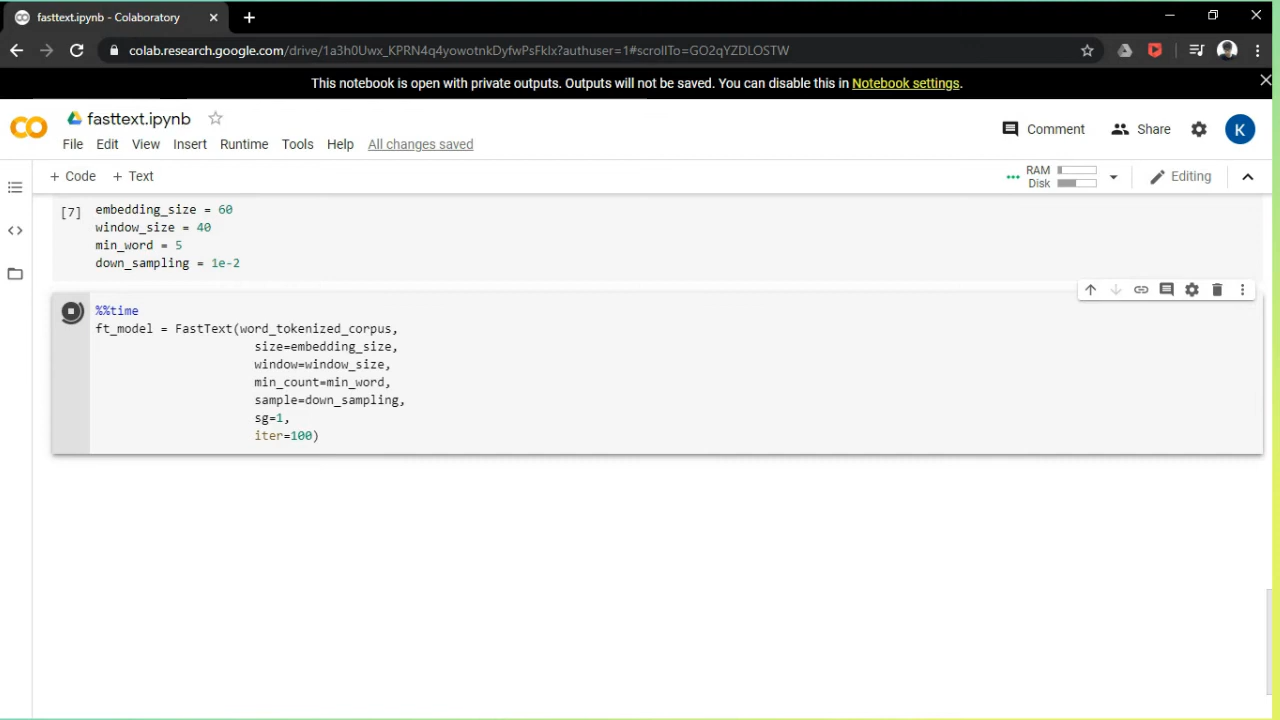 fasttext.ipynb - Colaboratory
colab.research.google.com/drive/1a3h0Uwx_KPRN4q4yowotnkDyfwPsFkIx?authuser=1#scrollTo=GO2qYZDLOSTW
This notebook is open with private outputs. Outputs will not be saved. You can disable this in Notebook settings.
fasttext.ipynb
Comment Share K
File Edit View Insert Runtime Tools Help All changes saved
+ Code + Text
RAM
Disk
Editing
[7] embedding_size = 60
window_size = 40
min_word = 5
down_sampling = 1e-2
%%time
ft_model = FastText(word_tokenized_corpus,
size=embedding_size,
window=window_size,
min_count=min_word,
sample=down_sampling,
sg=1,
iter=100)